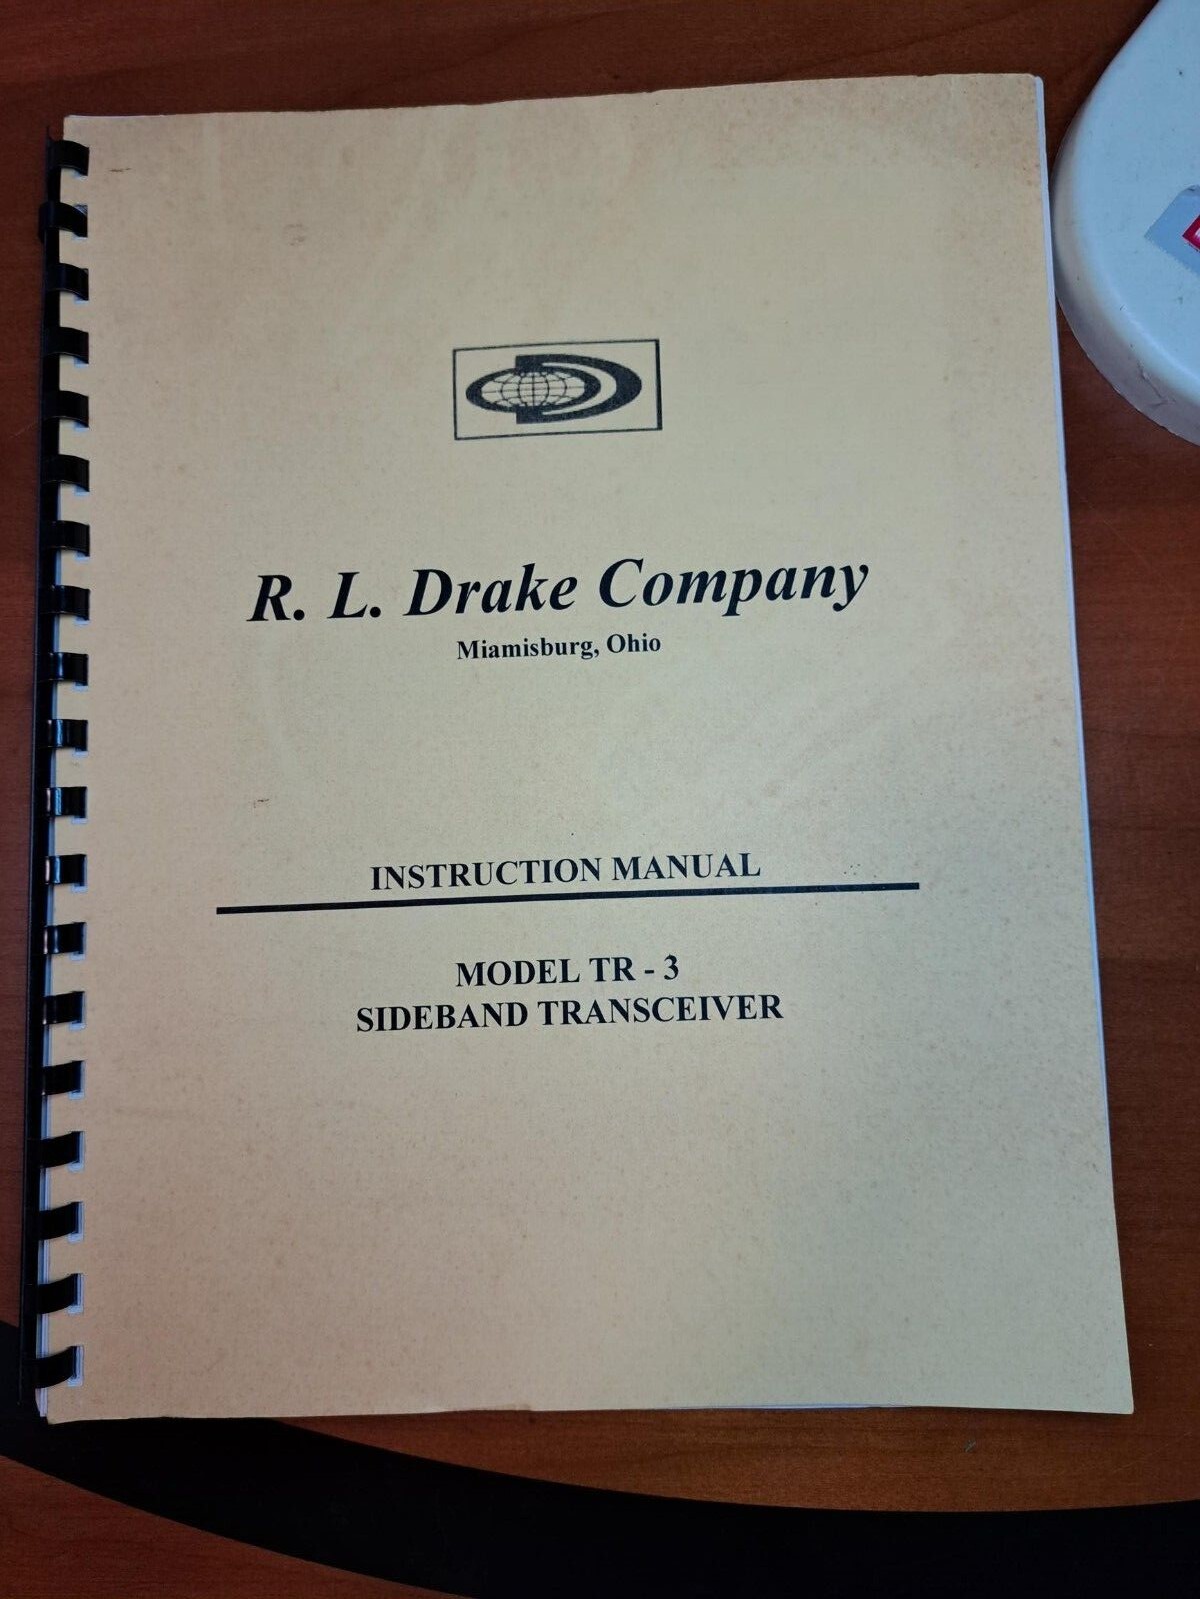 R. L. Drake Company
Miamisburg, Ohio
INSTRUCTION MANUAL
MODEL TR - 3
SIDEBAND TRANSCEIVER